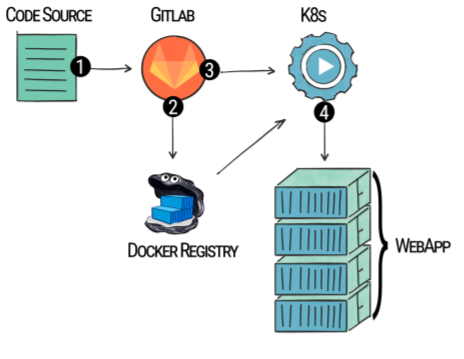 Code Source
Gitlab
K8s
1
3
2
4
Docker Registry
WebApp